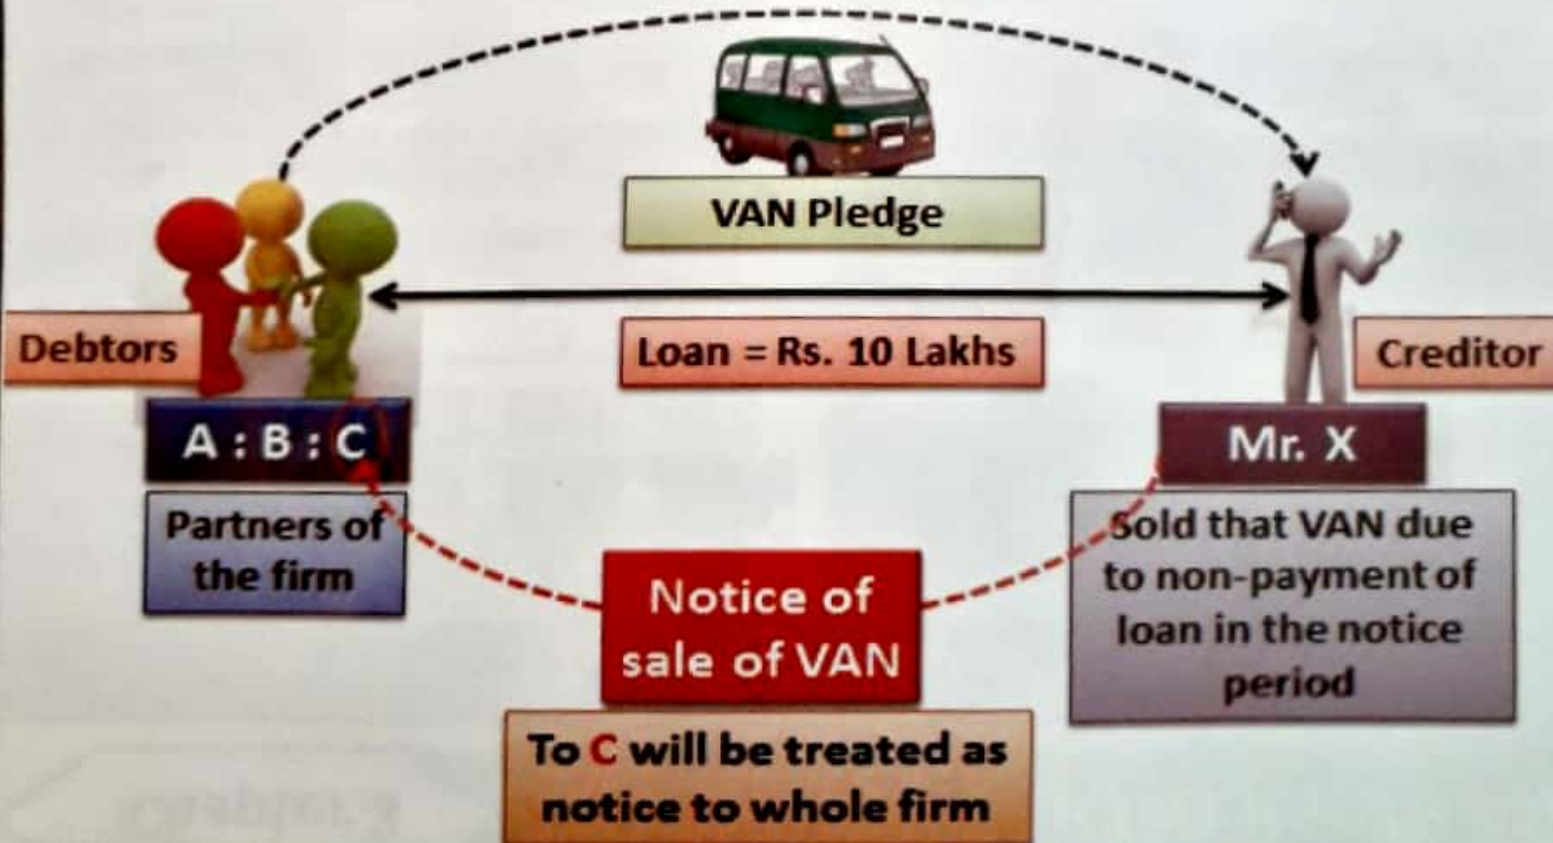 VAN Pledge
Debtors
Loan = Rs. 10 Lakhs
Creditor
A : B : C
Mr. X
Partners of
the firm
Notice of
sale of VAN
Sold that VAN due
to non-payment of
loan in the notice
period
To C will be treated as
notice to whole firm